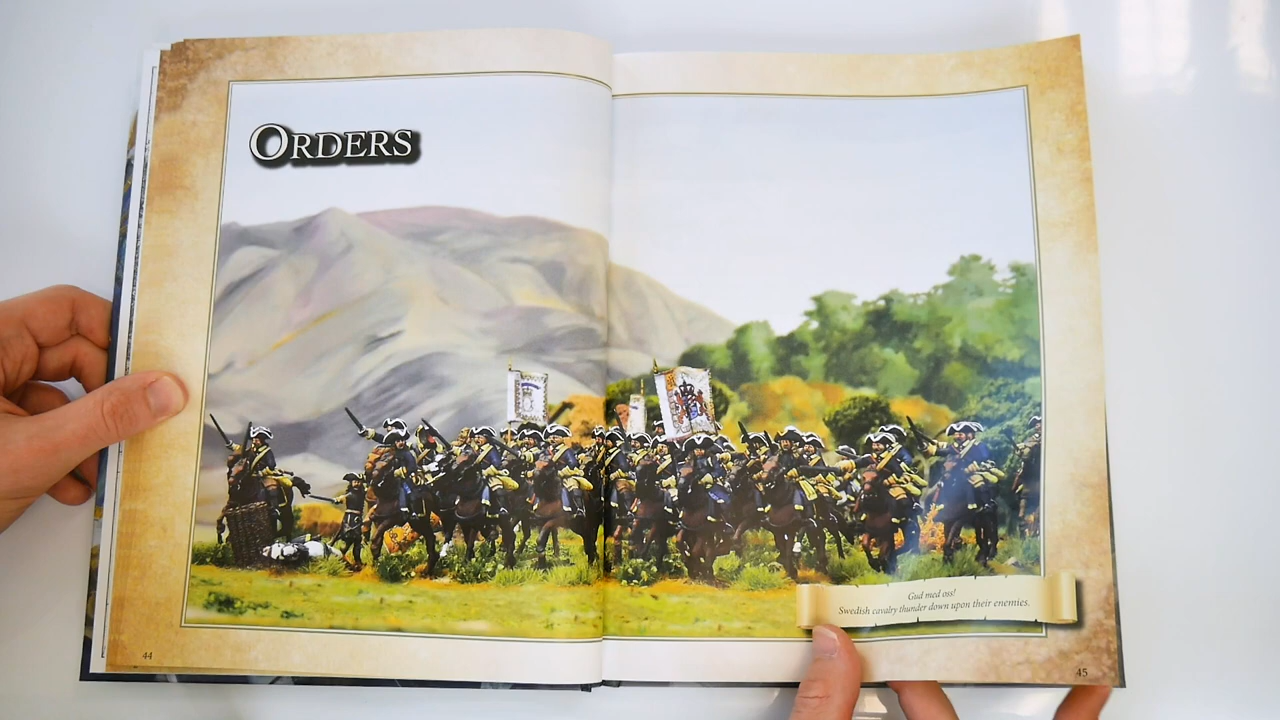 ORDERS
Gud med oss!
Swedish cavalry thunder down upon their enemies.
44
45